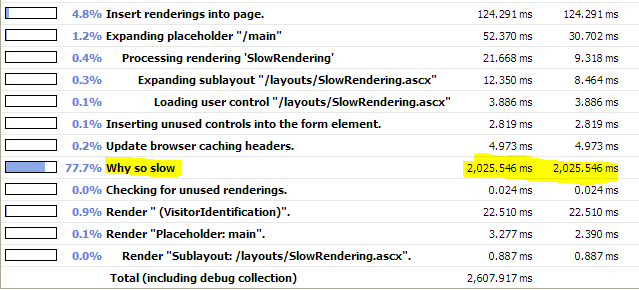 4.8% Insert renderings into page. 124.291 ms 124.291 ms
1.2% Expanding placeholder "/main" 52.370 ms 30.702 ms
0.4% Processing rendering 'SlowRendering' 21.668 ms 9.318 ms
0.3% Expanding sublayout "/layouts/SlowRendering.ascx" 12.350 ms 8.464 ms
0.1% Loading user control "/layouts/SlowRendering.ascx" 3.886 ms 3.886 ms
0.1% Inserting unused controls into the form element. 2.819 ms 2.819 ms
0.2% Update browser caching headers. 4.973 ms 4.973 ms
77.7% Why so slow 2,025.546 ms 2,025.546 ms
0.0% Checking for unused renderings. 0.024 ms 0.024 ms
0.9% Render " (VisitorIdentification)". 22.510 ms 22.510 ms
0.1% Render "Placeholder: main". 3.277 ms 2.390 ms
0.0% Render "Sublayout: /layouts/SlowRendering.ascx". 0.887 ms 0.887 ms
Total (including debug collection) 2,607.917 ms